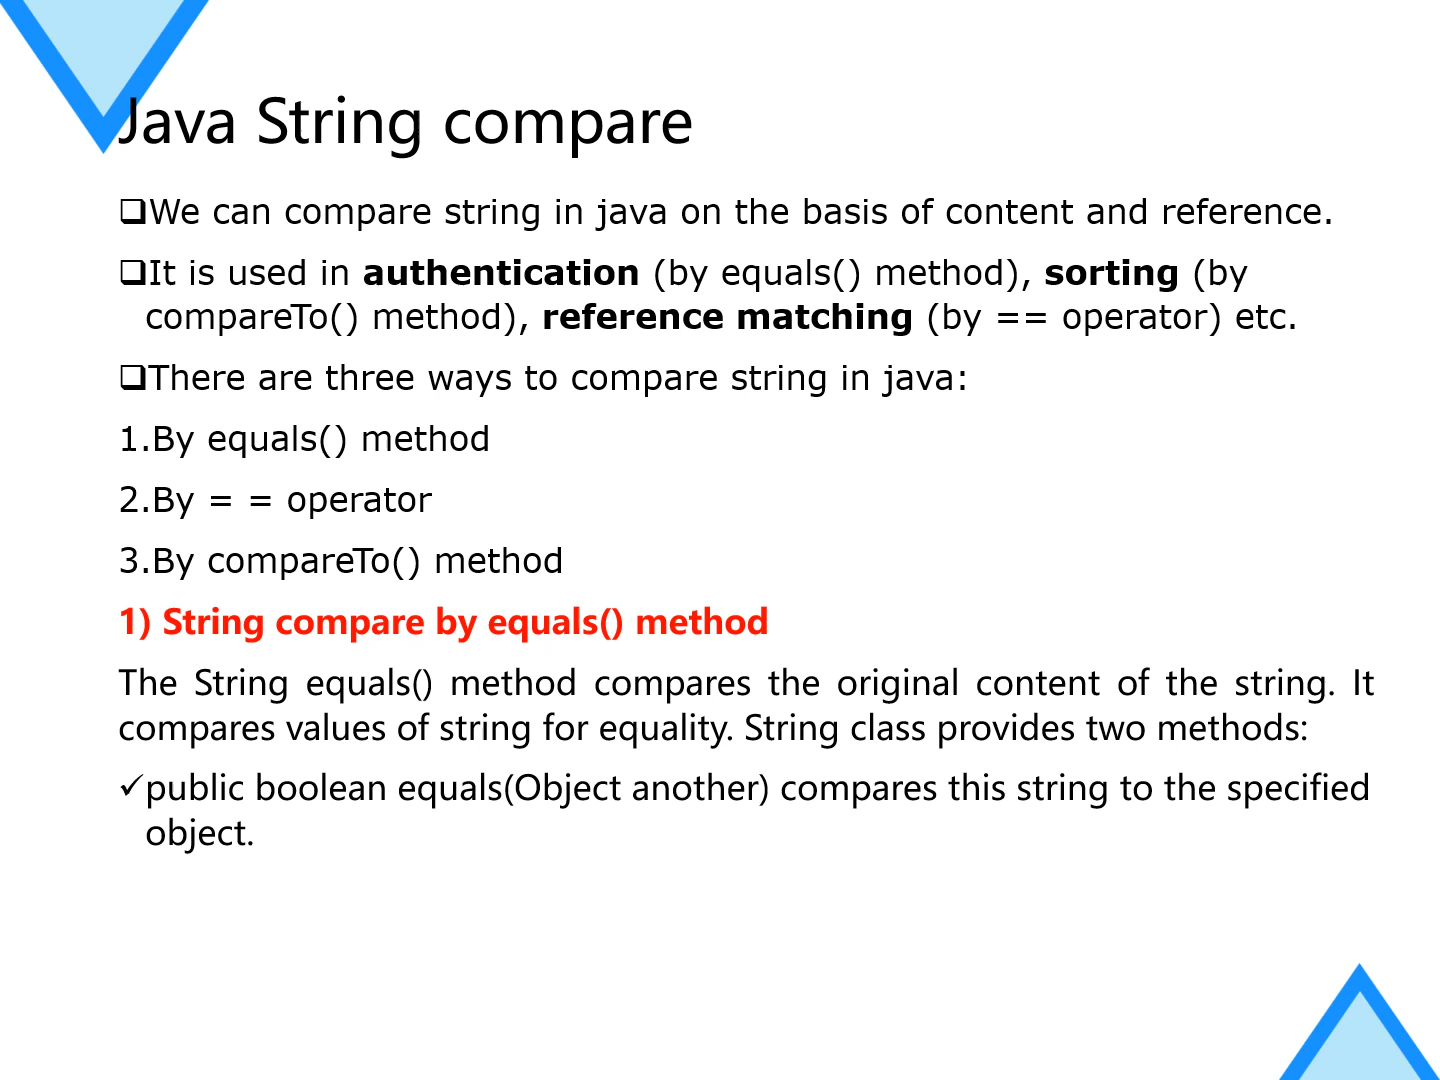 Java String compare
❑We can compare string in java on the basis of content and reference.
❑It is used in authentication (by equals() method), sorting (by
compareTo() method), reference matching (by == operator) etc.
❑There are three ways to compare string in java:
1.By equals() method
2.By = = operator
3.By compareTo() method
1) String compare by equals() method
The String equals() method compares the original content of the string. It
compares values of string for equality. String class provides two methods:
✓public boolean equals(Object another) compares this string to the specified
object.